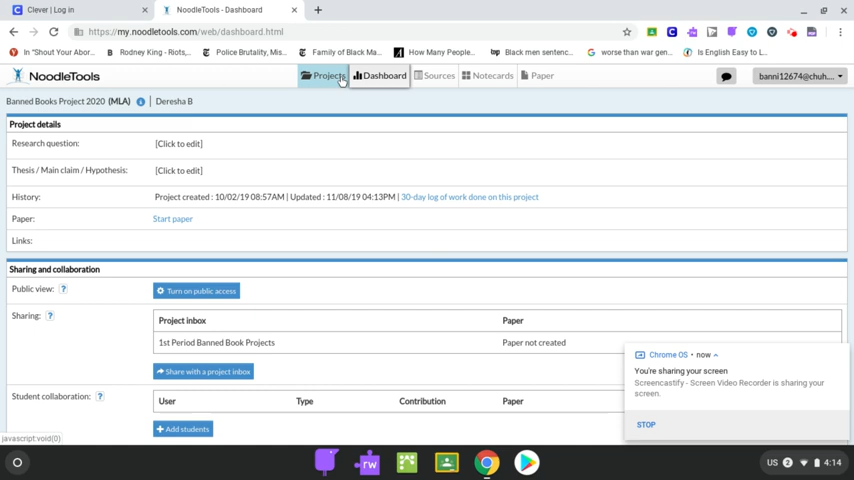 Clever | Log in
NoodleTools - Dashboard
https://my.noodletools.com/web/dashboard.html
In "Shout Your Abor...
Rodney King - Riots,...
Police Brutality, Mis...
Family of Black Ma...
How Many People...
Black men sentenc...
worse than war gen...
Is English Easy to L...
NoodleTools
Projects
Dashboard
Sources
Notecards
Paper
banni12674@chuh....
Banned Books Project 2020 (MLA) | Deresha B
Project details
Research question: [Click to edit]
Thesis / Main claim / Hypothesis: [Click to edit]
History: Project created : 10/02/19 08:57AM | Updated : 11/08/19 04:13PM | 30-day log of work done on this project
Paper: Start paper
Links:
Sharing and collaboration
Public view: ? Turn on public access
Sharing: ? Project inbox Paper
1st Period Banned Book Projects Paper not created
Share with a project inbox
Student collaboration: ? User Type Contribution Paper
Add students
Chrome OS • now
You're sharing your screen
Screencastify - Screen Video Recorder is sharing your
screen.
STOP
javascript:void(0)
rw
US 2 4:14